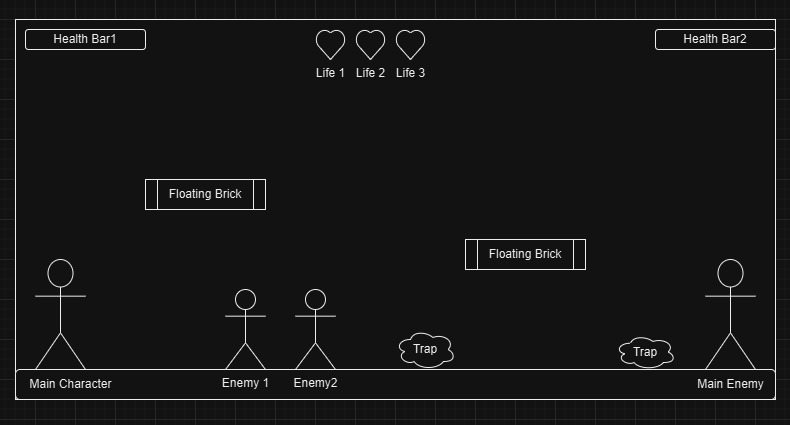 Health Bar1
Health Bar2
Life 1
Life 2
Life 3
Floating Brick
Floating Brick
Trap
Trap
Main Character
Enemy 1
Enemy2
Main Enemy